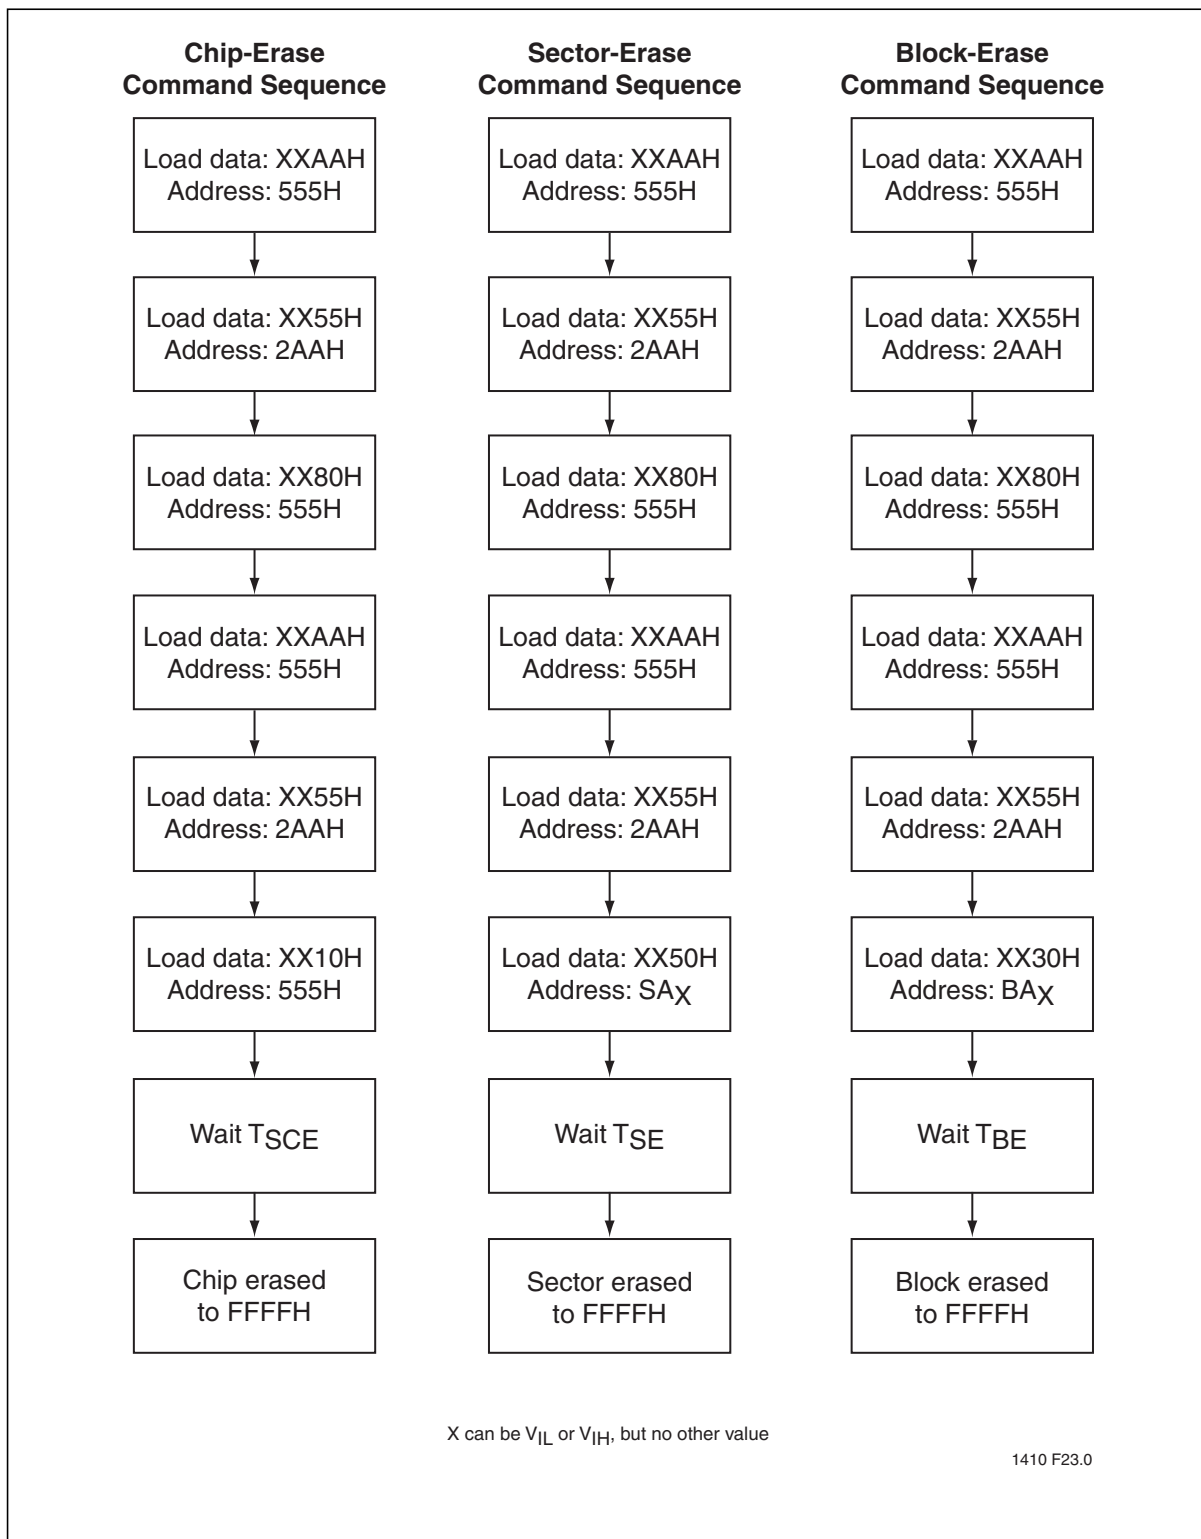 Chip-Erase
Command Sequence
Load data: XXAAH
Address: 555H
Load data: XX55H
Address: 2AAH
Load data: XX80H
Address: 555H
Load data: XXAAH
Address: 555H
Load data: XX55H
Address: 2AAH
Load data: XX10H
Address: 555H
Wait TSCE
Chip erased
to FFFFH
Sector-Erase
Command Sequence
Load data: XXAAH
Address: 555H
Load data: XX55H
Address: 2AAH
Load data: XX80H
Address: 555H
Load data: XXAAH
Address: 555H
Load data: XX55H
Address: 2AAH
Load data: XX50H
Address: SAX
Wait TSE
Sector erased
to FFFFH
Block-Erase
Command Sequence
Load data: XXAAH
Address: 555H
Load data: XX55H
Address: 2AAH
Load data: XX80H
Address: 555H
Load data: XXAAH
Address: 555H
Load data: XX55H
Address: 2AAH
Load data: XX30H
Address: BAX
Wait TBE
Block erased
to FFFFH
X can be VIL or VIH, but no other value
1410 F23.0